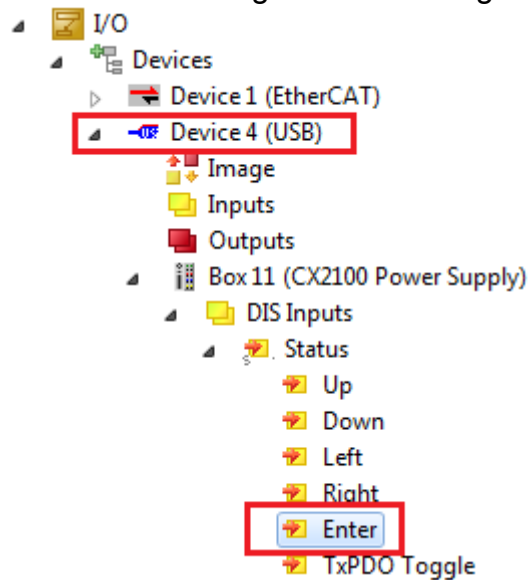 I/O
Devices
Device 1 (EtherCAT)
Device 4 (USB)
Image
Inputs
Outputs
Box 11 (CX2100 Power Supply)
DIS Inputs
Status
Up
Down
Left
Right
Enter
TxPDO Toggle